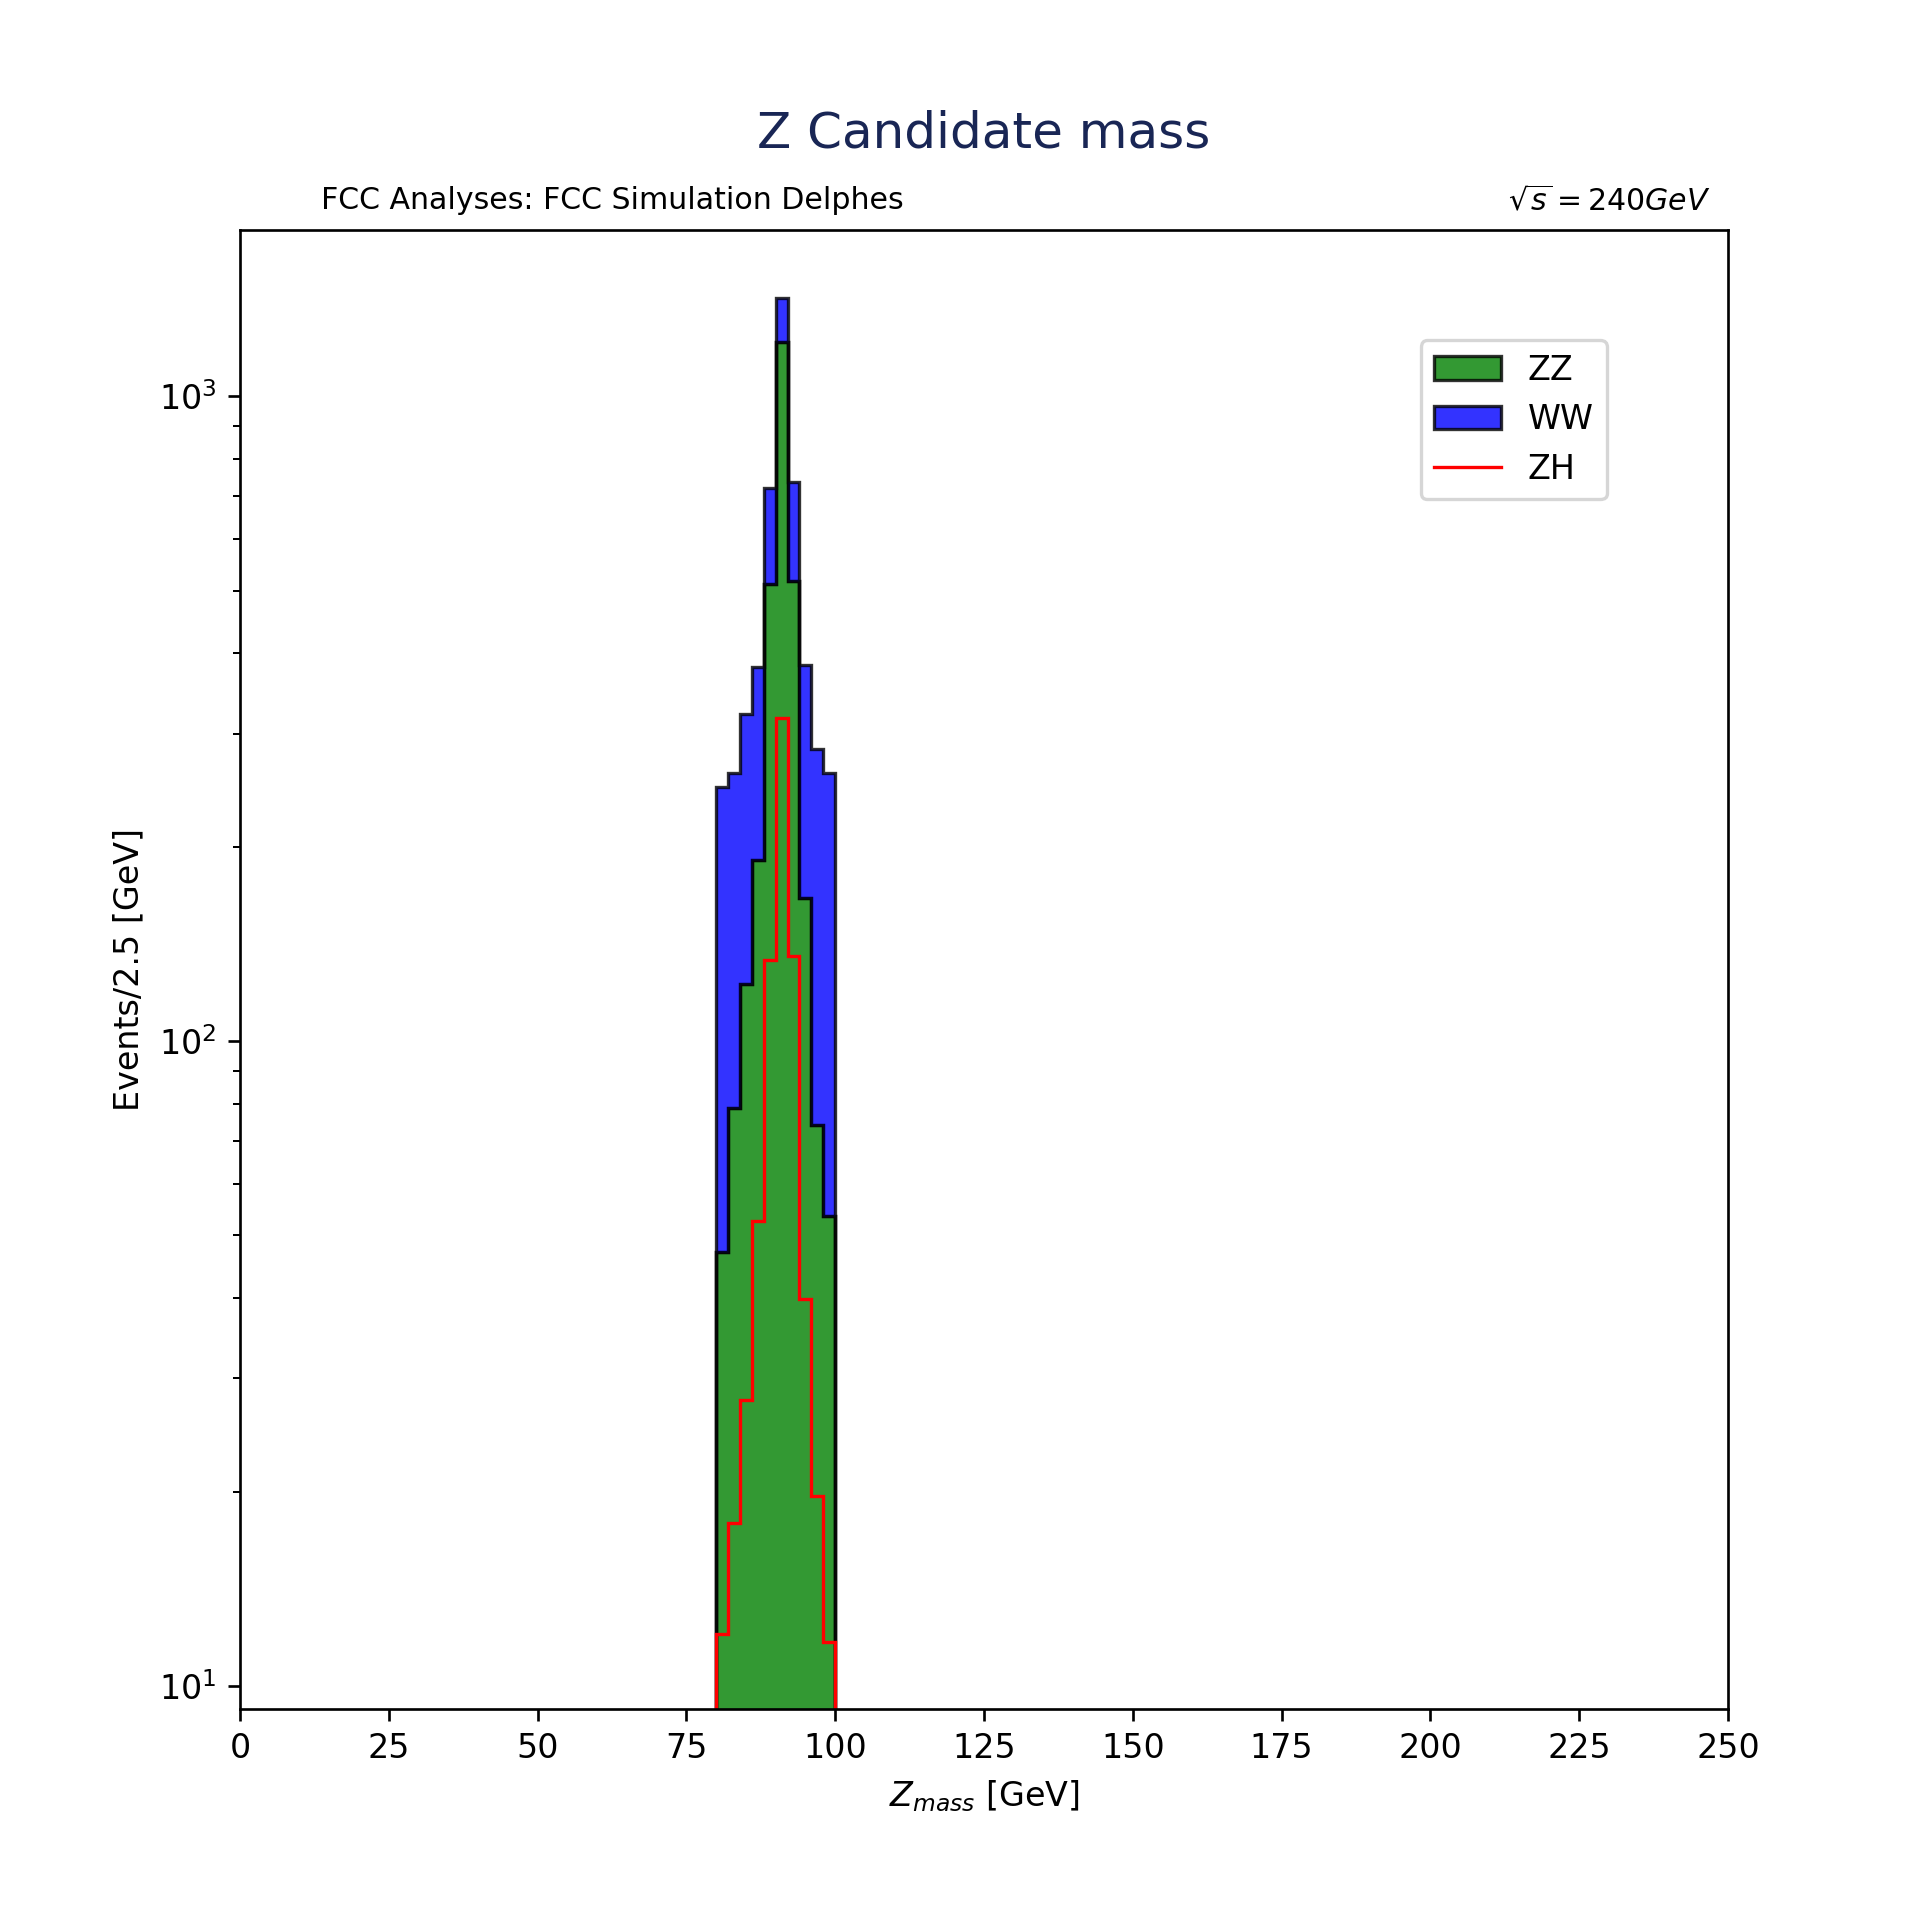 Z Candidate mass
FCC Analyses: FCC Simulation Delphes
√s = 240GeV
ZZ
WW
ZH
10³
10²
10¹
Events/2.5 [GeV]
0 25 50 75 100 125 150 175 200 225 250
Z_mass [GeV]